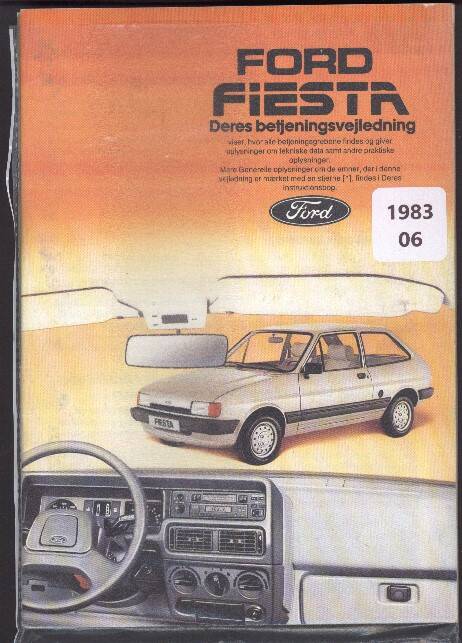 FORD
FIESTA
Deres betjeningsvejledning
viser, hvor alle betjeningsgrebene findes og giver
oplysninger om tekniske data samt andre praktiske
oplysninger.
Mere Generelle oplysninger om de emner, der i denne
vejledning er mærket med en stjerne [*], findes i Deres
Instruktionsbog.
Ford
1983
06
FIESTA